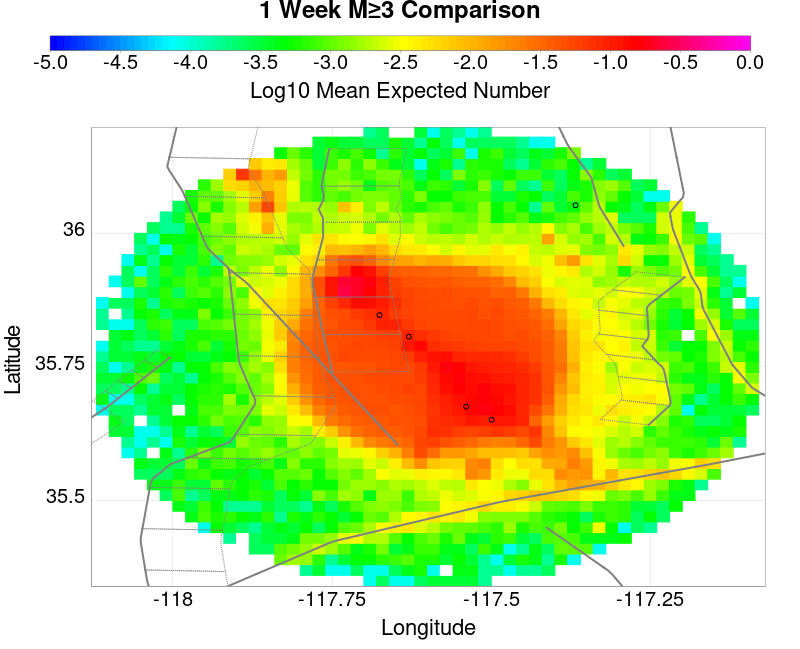 1 Week M≥3 Comparison
-5.0 -4.5 -4.0 -3.5 -3.0 -2.5 -2.0 -1.5 -1.0 -0.5 0.0
Log10 Mean Expected Number
36
35.75
35.5
Latitude
-118 -117.75 -117.5 -117.25
Longitude